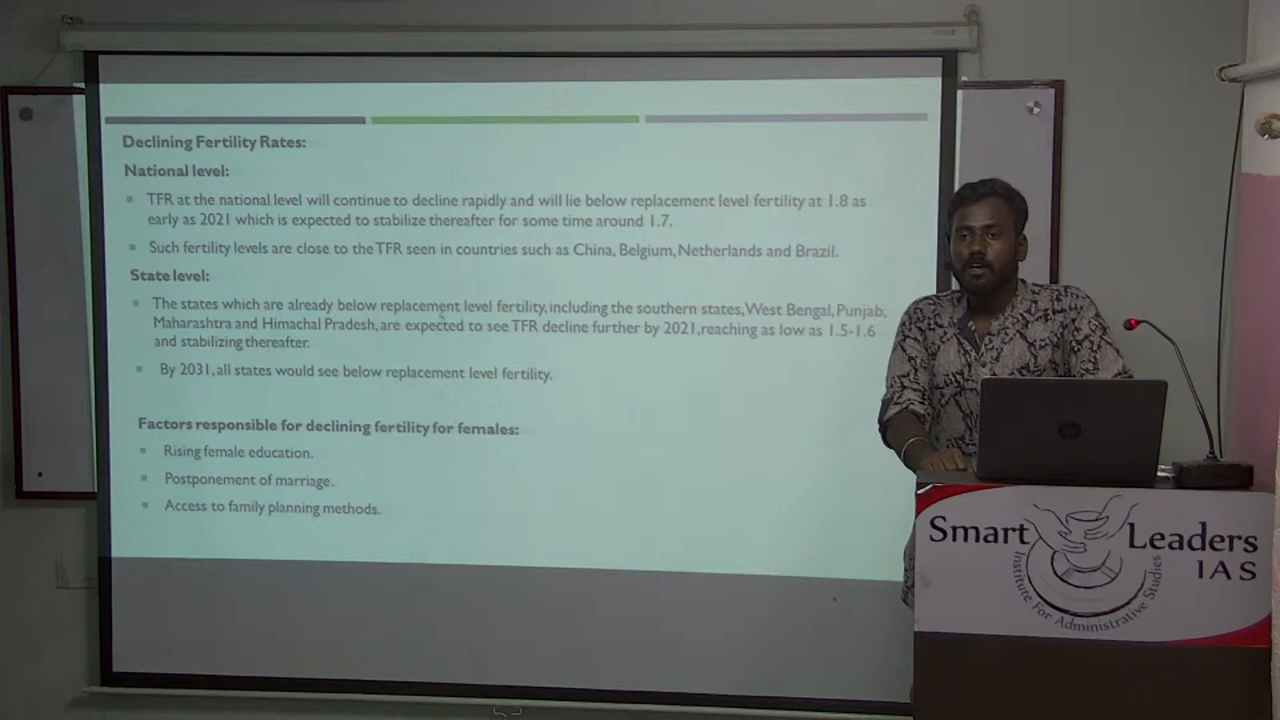 Declining Fertility Rates:
National level:
TFR at the national level will continue to decline rapidly and will lie below replacement level fertility at 1.8 as
early as 2021 which is expected to stabilize thereafter for some time around 1.7.
Such fertility levels are close to the TFR seen in countries such as China, Belgium, Netherlands and Brazil.
State level:
The states which are already below replacement level fertility, including the southern states, West Bengal, Punjab,
Maharashtra and Himachal Pradesh, are expected to see TFR decline further by 2021, reaching as low as 1.5-1.6
and stabilizing thereafter.
By 2031, all states would see below replacement level fertility.
Factors responsible for declining fertility for females:
Rising female education.
Postponement of marriage.
Access to family planning methods.
Smart Leaders
IAS
Institute For Administrative Studies
hp